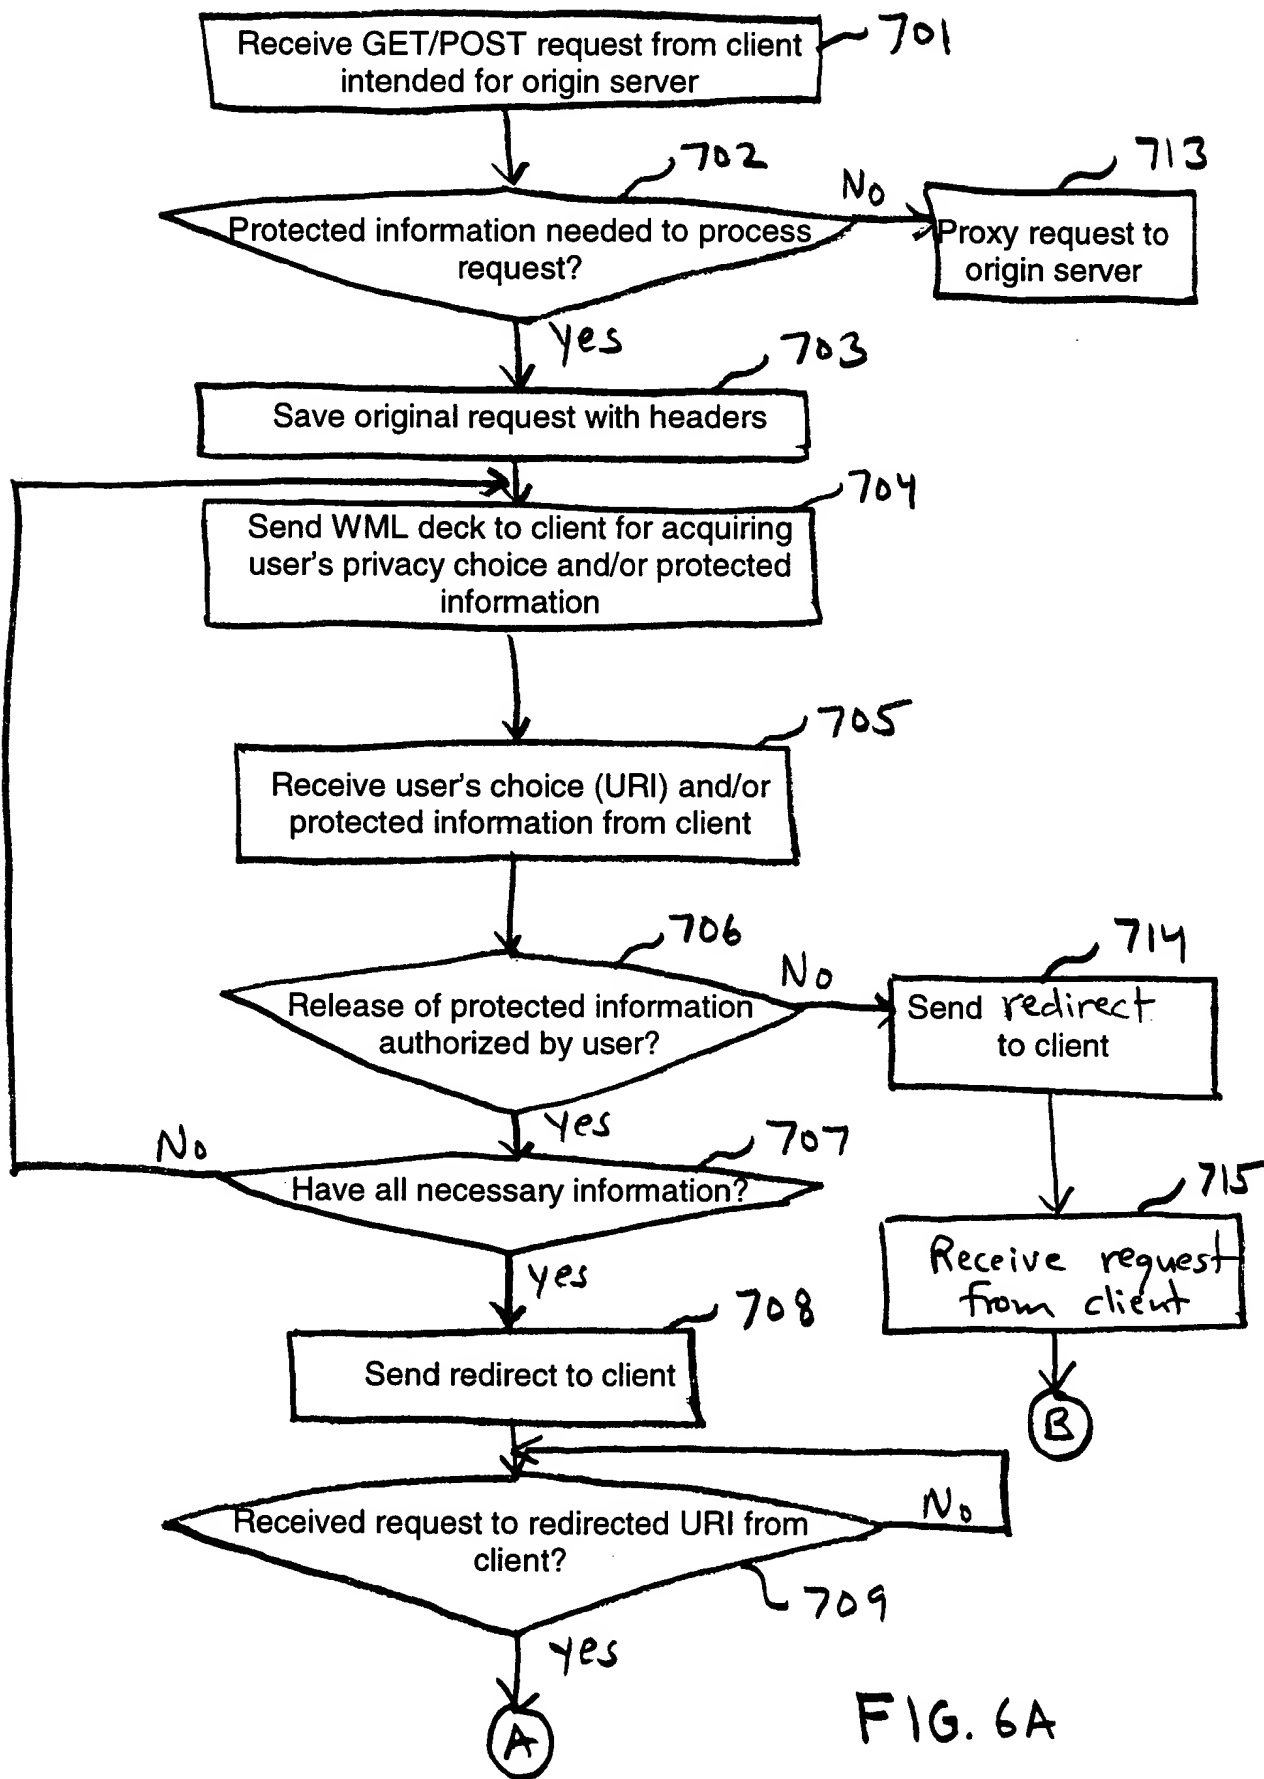 Receive GET/POST request from client
intended for origin server
701
702
Protected information needed to process
request?
No
713
Proxy request to
origin server
Yes
703
Save original request with headers
704
Send WML deck to client for acquiring
user's privacy choice and/or protected
information
705
Receive user's choice (URI) and/or
protected information from client
706
Release of protected information
authorized by user?
No
714
Send redirect
to client
Yes
707
No
Have all necessary information?
715
Receive request
from client
Yes
708
Send redirect to client
B
No
Received request to redirected URI from
client?
709
Yes
A
FIG. 6A